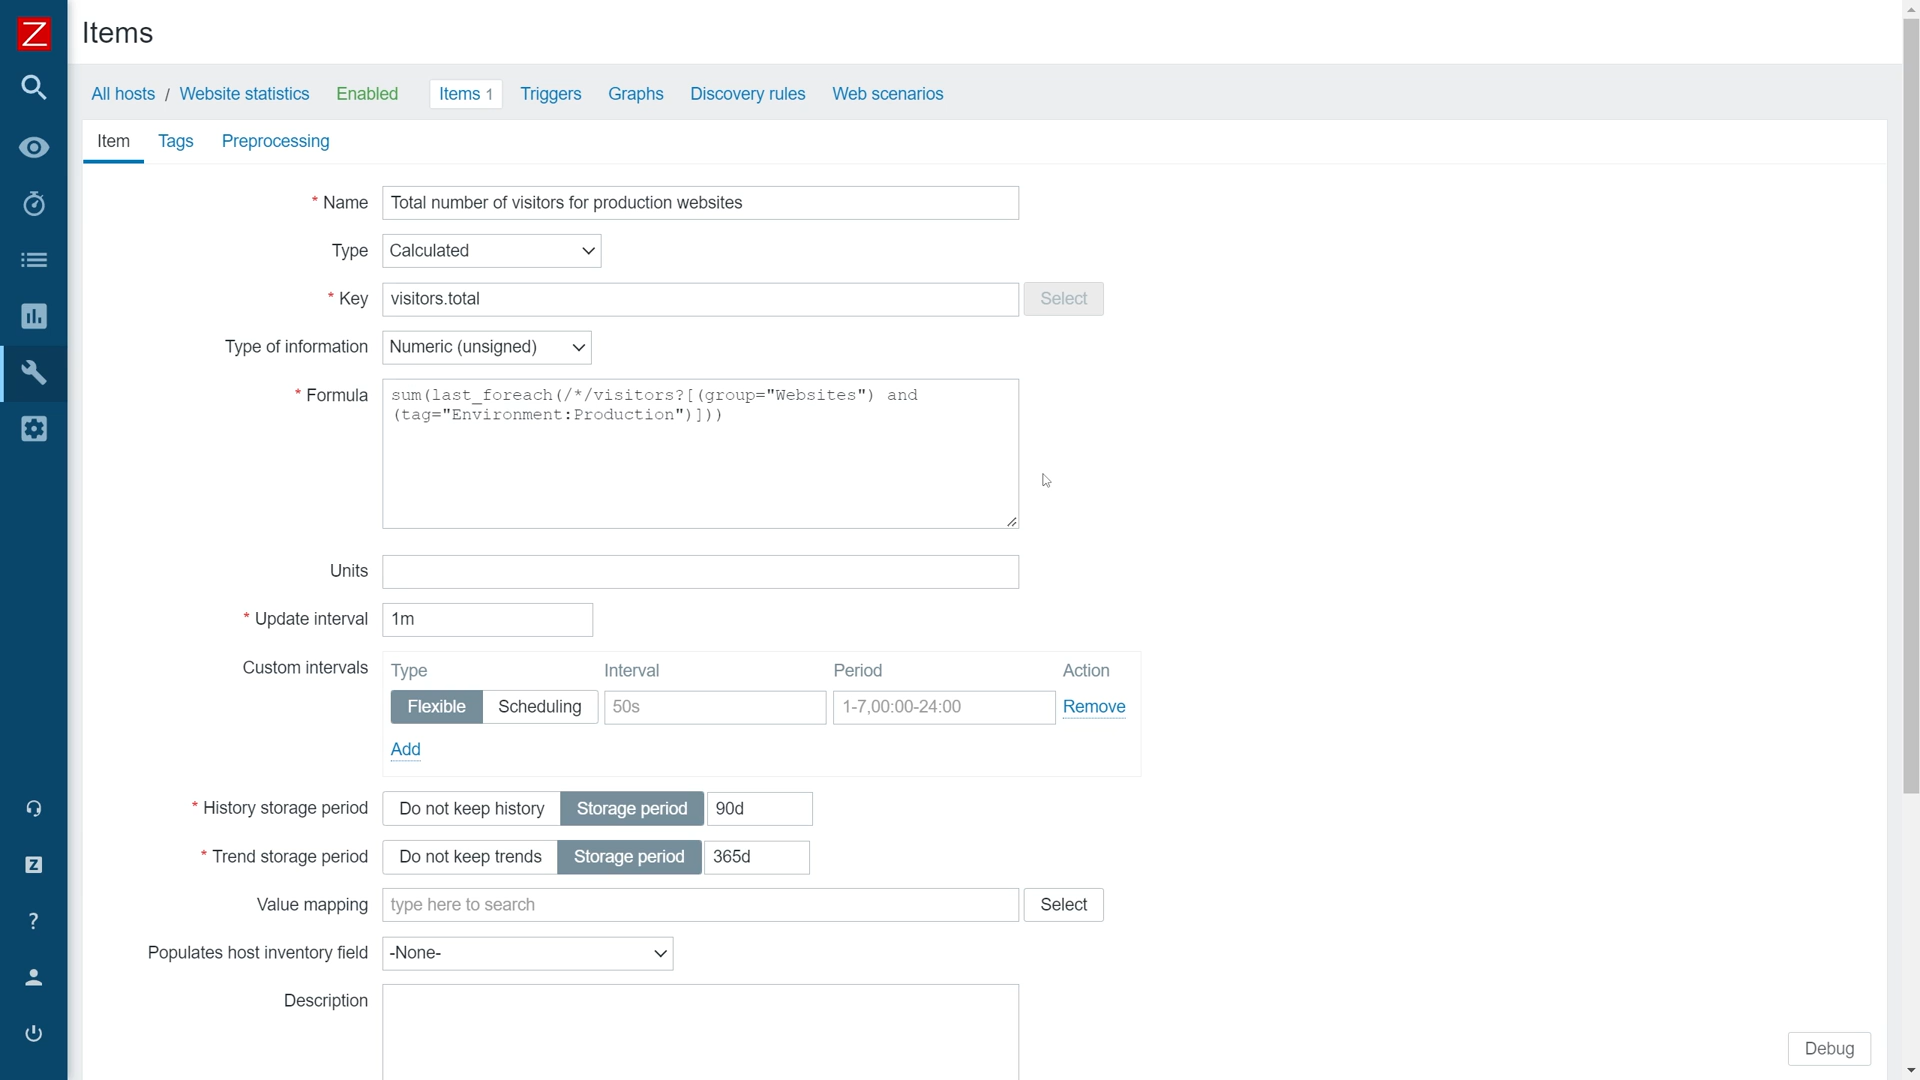 Z
Items
All hosts / Website statistics Enabled Items 1 Triggers Graphs Discovery rules Web scenarios
Item Tags Preprocessing
* Name Total number of visitors for production websites
Type Calculated
* Key visitors.total Select
Type of information Numeric (unsigned)
* Formula sum(last_foreach(/*/visitors?[(group="Websites") and
(tag="Environment:Production")]))
Units
* Update interval 1m
Custom intervals Type Interval Period Action
Flexible Scheduling 50s 1-7,00:00-24:00 Remove
Add
* History storage period Do not keep history Storage period 90d
* Trend storage period Do not keep trends Storage period 365d
Z
Value mapping type here to search Select
?
Populates host inventory field -None-
Description
Debug